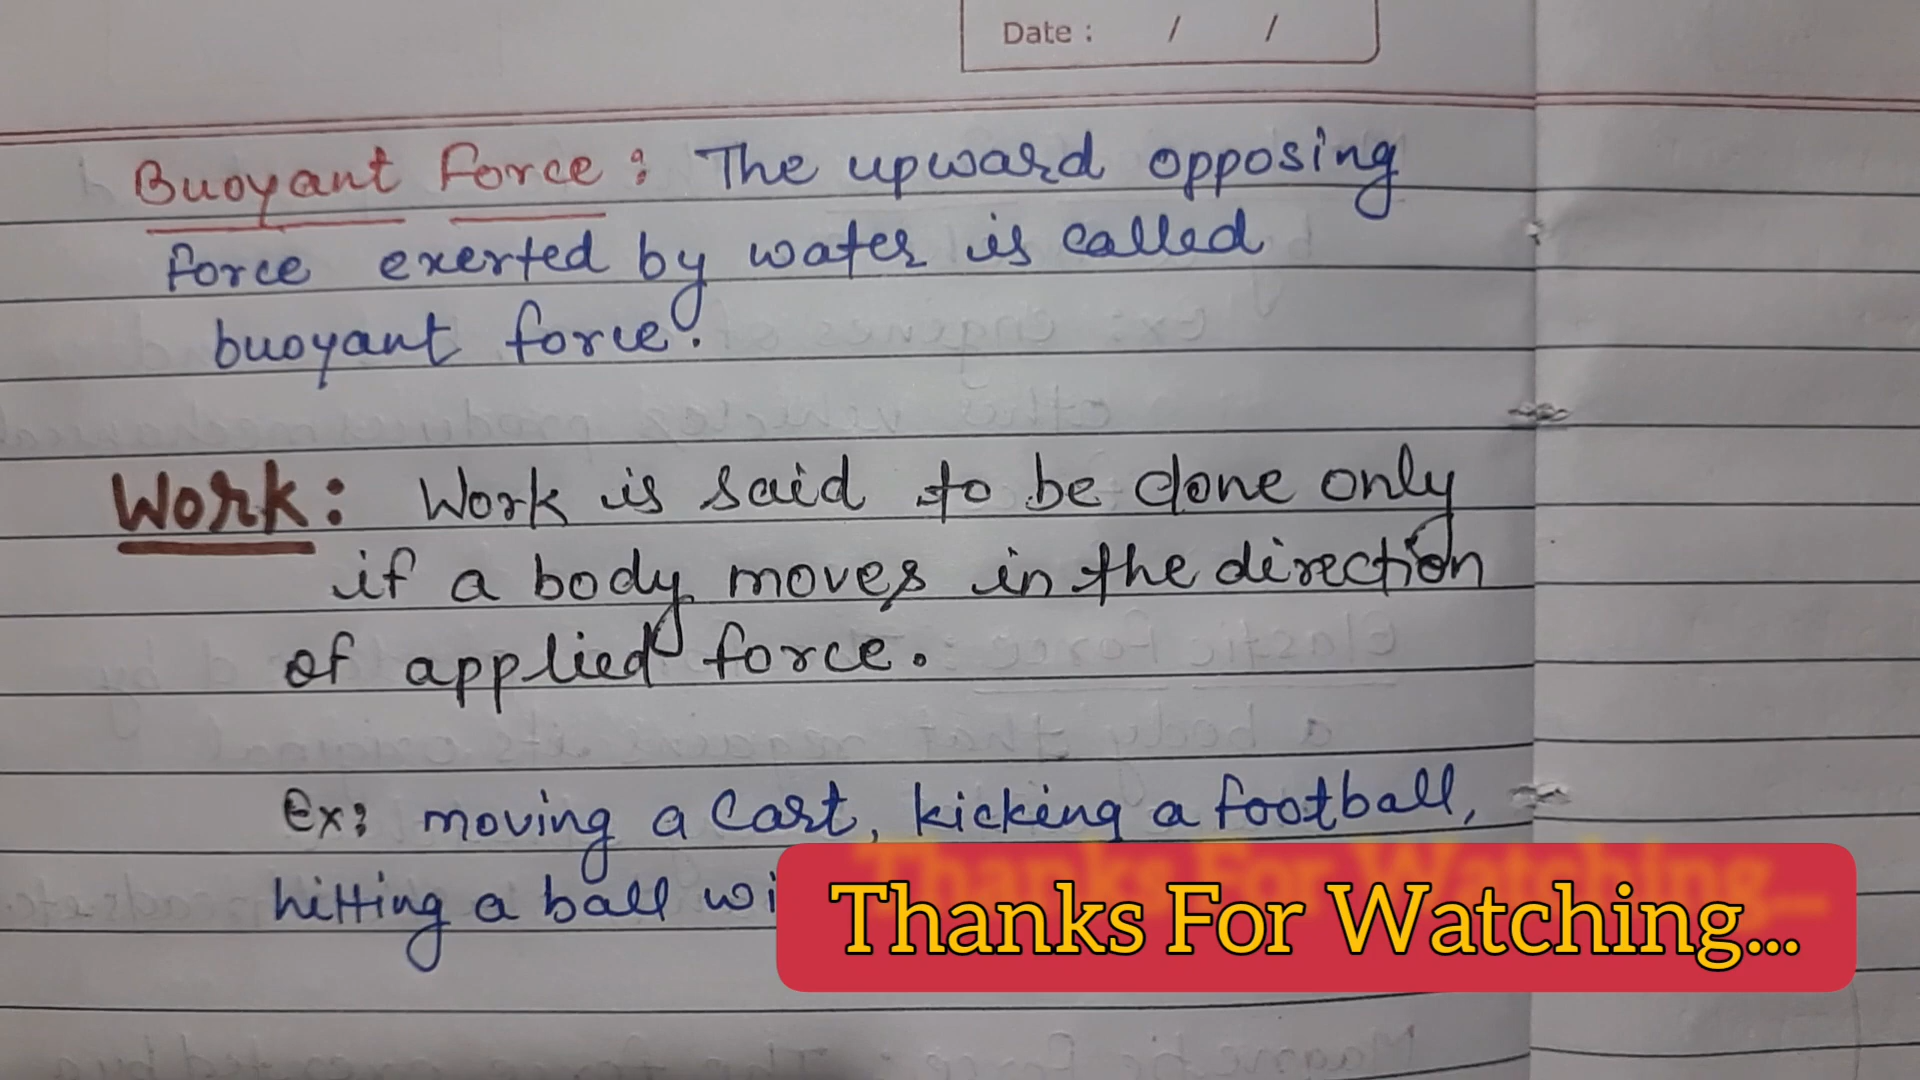 Date : / /
Buoyant Force : The upward opposing
force exerted by water is called
buoyant force.
Work : Work is said to be done only
if a body moves in the direction
of applied force.
Ex: moving a cart, kicking a football,
hitting a ball wi
Thanks For Watching...